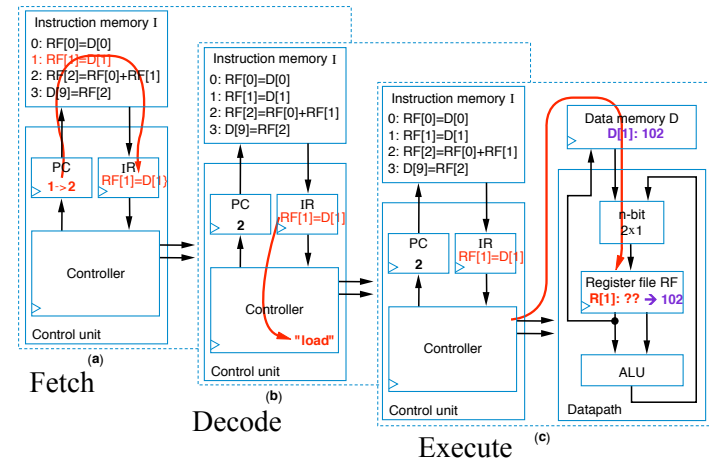 Instruction memory I
0: RF[0]=D[0]
1: RF[1]=D[1]
2: RF[2]=RF[0]+RF[1]
3: D[9]=RF[2]
PC
1->2
IR
RF[1]=D[1]
Controller
Control unit
(a)
Fetch
Instruction memory I
0: RF[0]=D[0]
1: RF[1]=D[1]
2: RF[2]=RF[0]+RF[1]
3: D[9]=RF[2]
PC
2
IR
RF[1]=D[1]
Controller
"load"
Control unit
(b)
Decode
Instruction memory I
0: RF[0]=D[0]
1: RF[1]=D[1]
2: RF[2]=RF[0]+RF[1]
3: D[9]=RF[2]
PC
2
IR
RF[1]=D[1]
Controller
Control unit
Data memory D
D[1]: 102
n-bit
2x1
Register file RF
R[1]: ?? → 102
ALU
Datapath
(c)
Execute